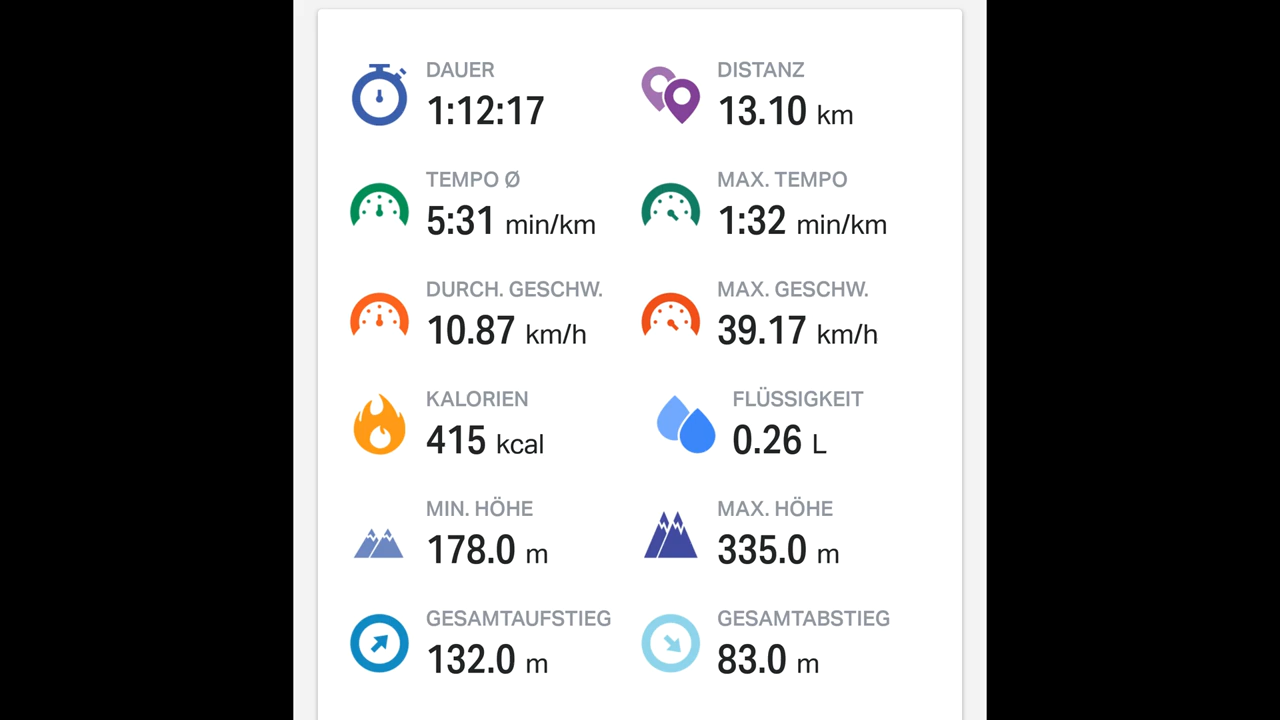 DAUER
1:12:17
DISTANZ
13.10 km
TEMPO Ø
5:31 min/km
MAX. TEMPO
1:32 min/km
DURCH. GESCHW.
10.87 km/h
MAX. GESCHW.
39.17 km/h
KALORIEN
415 kcal
FLÜSSIGKEIT
0.26 L
MIN. HÖHE
178.0 m
MAX. HÖHE
335.0 m
GESAMTAUFSTIEG
132.0 m
GESAMTABSTIEG
83.0 m